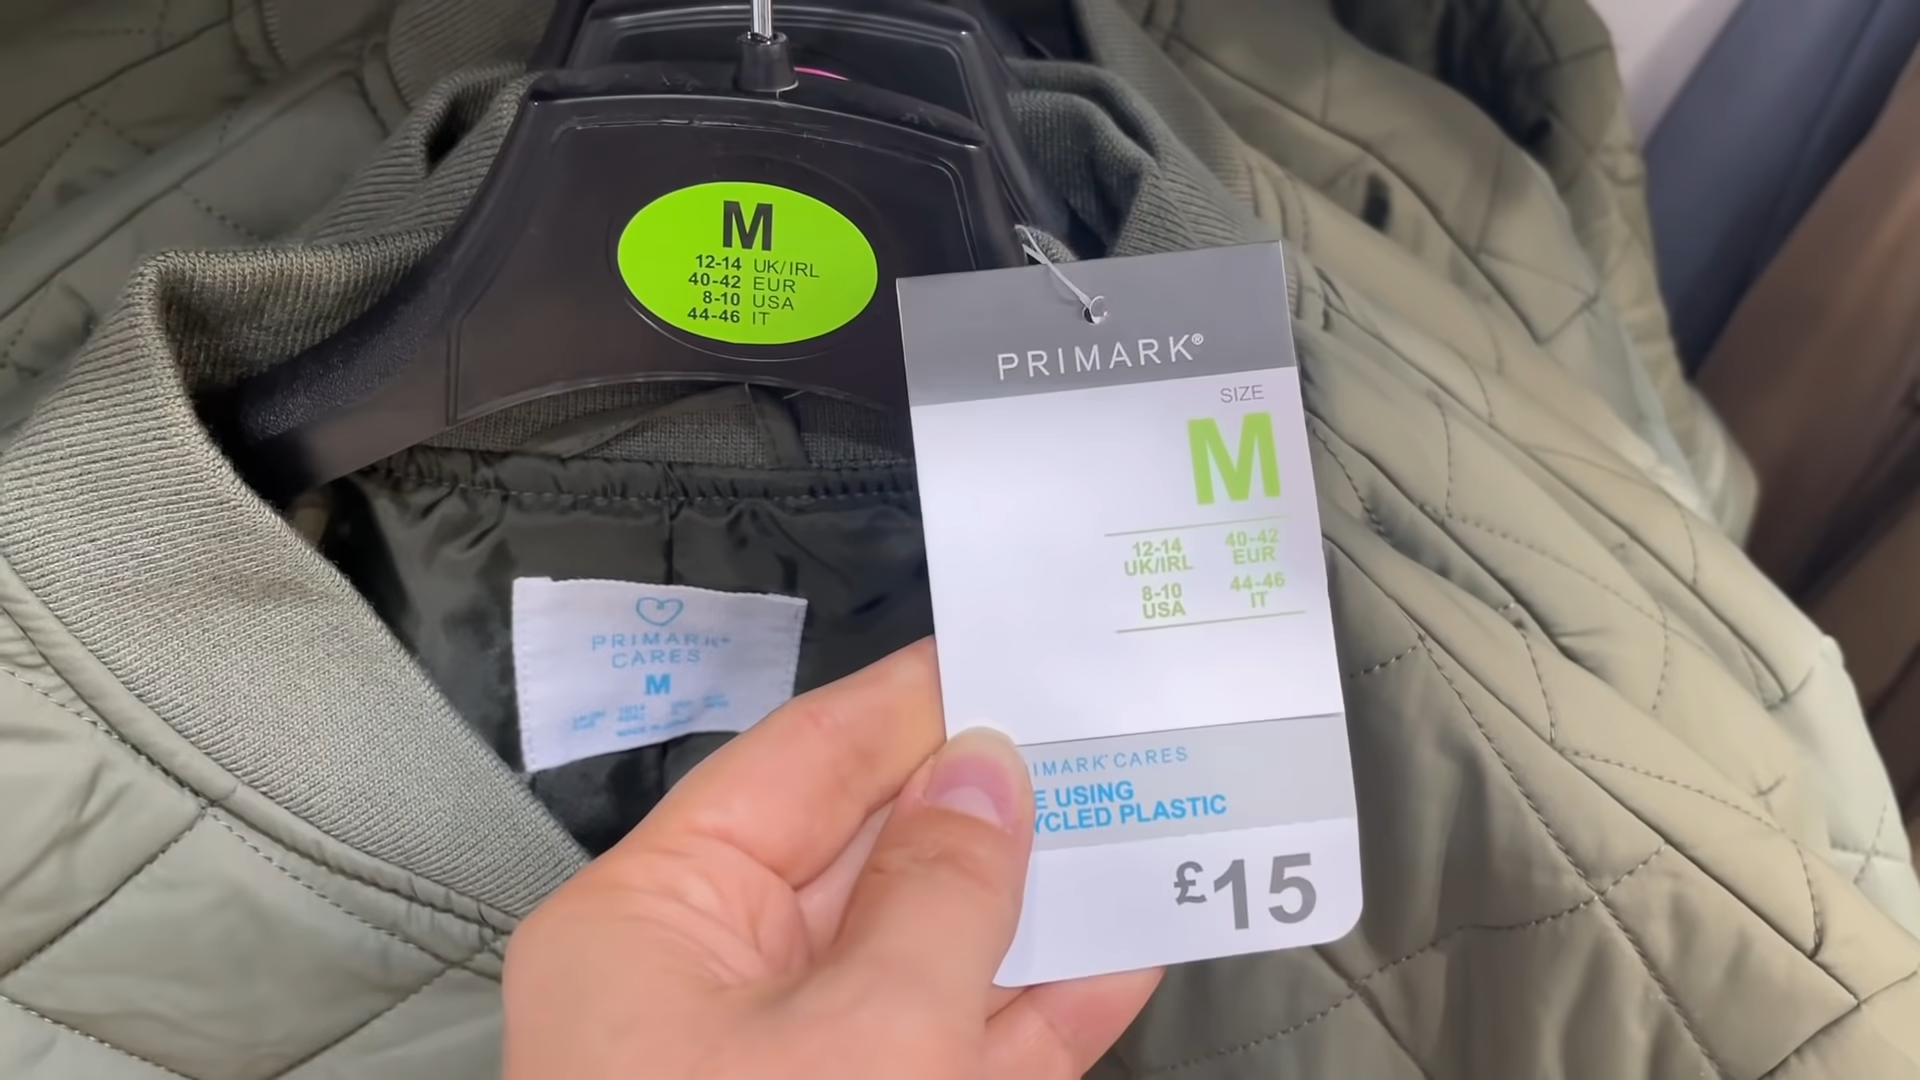 M
12-14 UK/IRL
40-42 EUR
8-10 USA
44-46 IT
PRIMARK®
SIZE
M
12-14 UK/IRL
40-42 EUR
8-10 USA
44-46 IT
PRIMARK
CARES
M
IMARK CARES
E USING
YCLED PLASTIC
£15